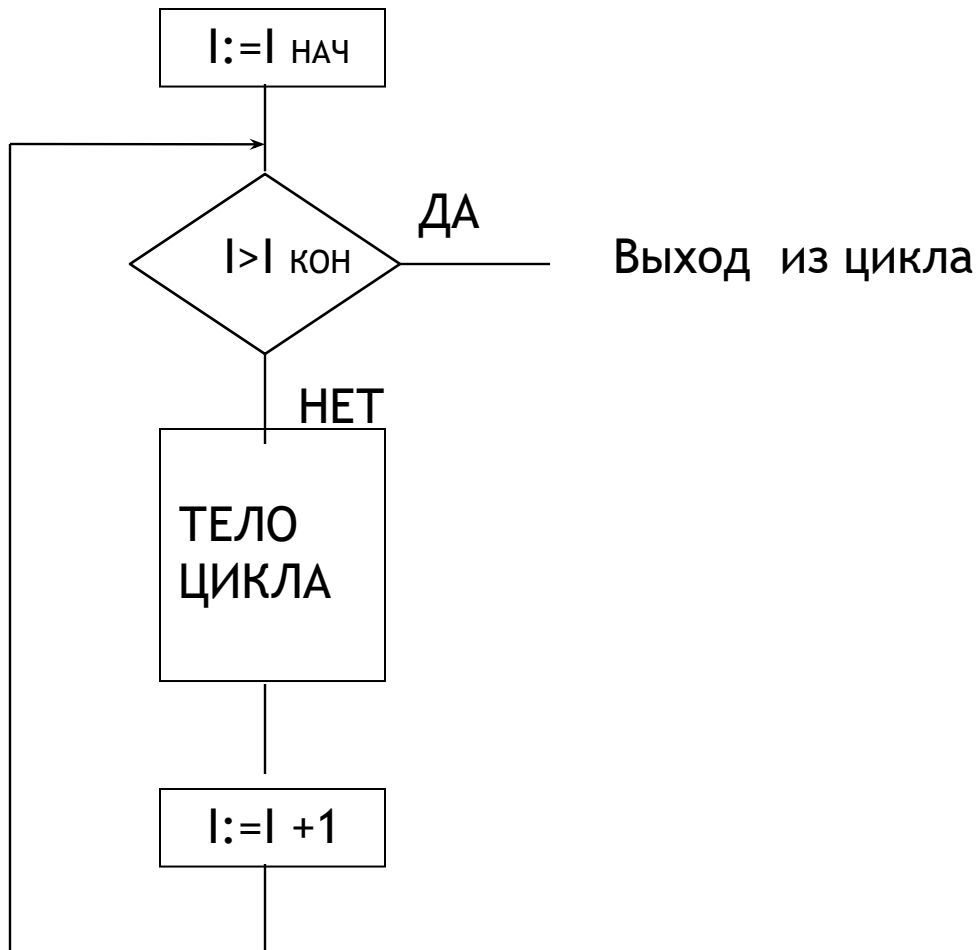 I:=I нач
ДА
I>I кон
Выход из цикла
НЕТ
ТЕЛО
ЦИКЛА
I:=I +1